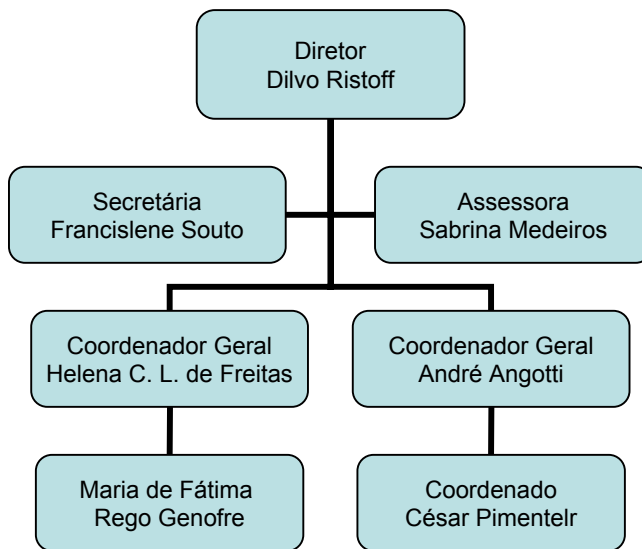 Diretor
Dilvo Ristoff
Secretária
Francislene Souto
Assessora
Sabrina Medeiros
Coordenador Geral
Helena C. L. de Freitas
Coordenador Geral
André Angotti
Maria de Fátima
Rego Genofre
Coordenado
César Pimentelr